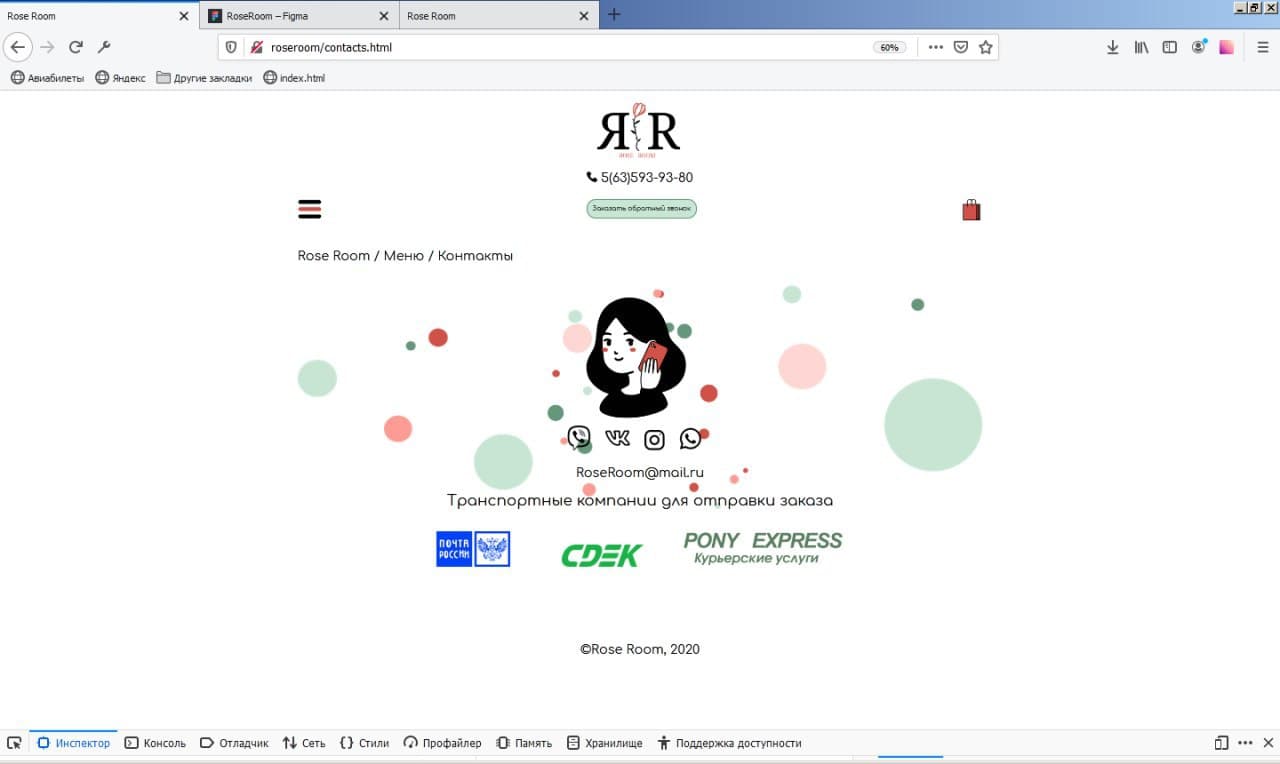 Rose Room
RoseRoom – Figma
Rose Room
roseroom/contacts.html
60%
Авиабилеты
Яндекс
Другие закладки
index.html
ЯR
5(63)593-93-80
Заказать обратный звонок
Rose Room / Меню / Контакты
RoseRoom@mail.ru
Транспортные компании для отправки заказа
ПОЧТА
РОССИИ
CDEK
PONY EXPRESS
Курьерские услуги
©Rose Room, 2020
Инспектор
Консоль
Отладчик
Сеть
Стили
Профайлер
Память
Хранилище
Поддержка доступности